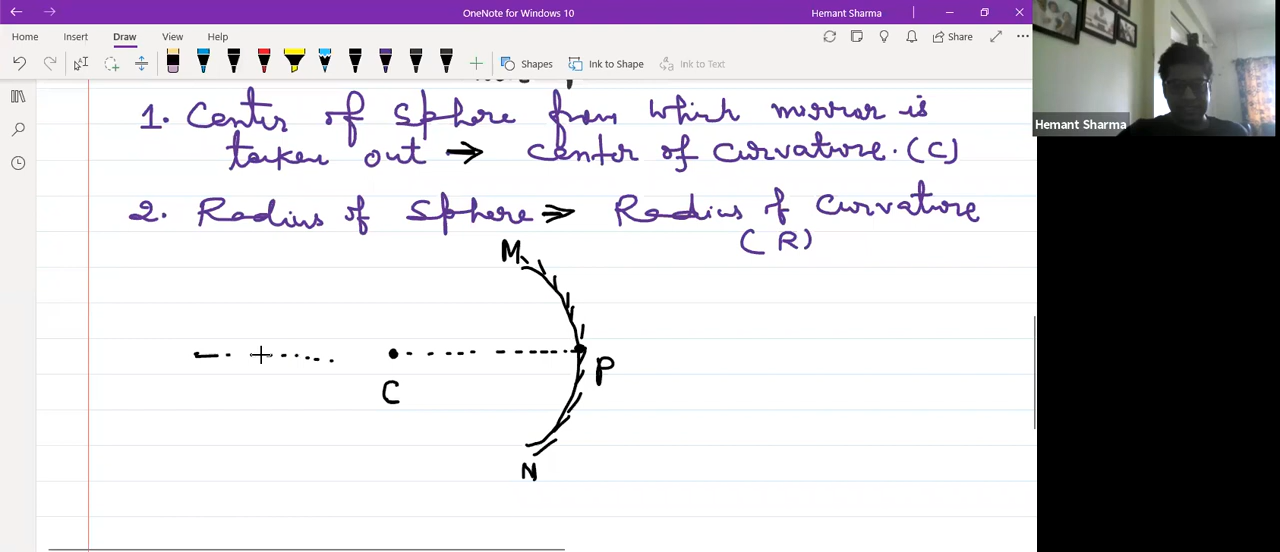 OneNote for Windows 10
Hemant Sharma
Home Insert Draw View Help
Share
Shapes Ink to Shape Ink to Text
1. Center of Sphere from which mirror is
taken out → Center of Curvature. (C)
2. Radius of Sphere ⇒ Radius of Curvature
(R)
M
C
P
N
Hemant Sharma